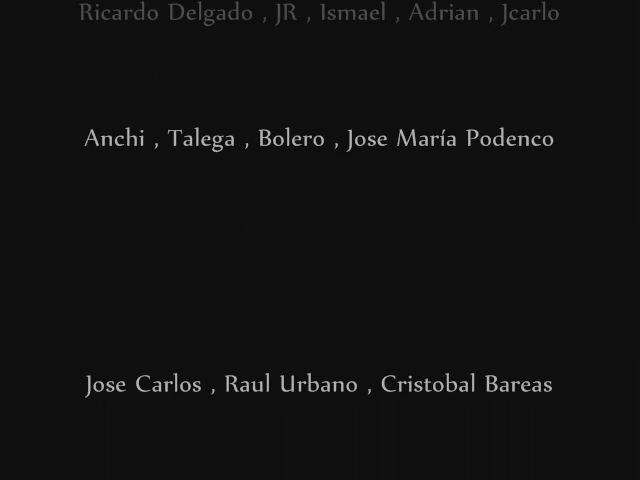 Ricardo Delgado , JR , Ismael , Adrian , Jcarlo
Anchi , Talega , Bolero , Jose María Podenco
Jose Carlos , Raul Urbano , Cristobal Bareas